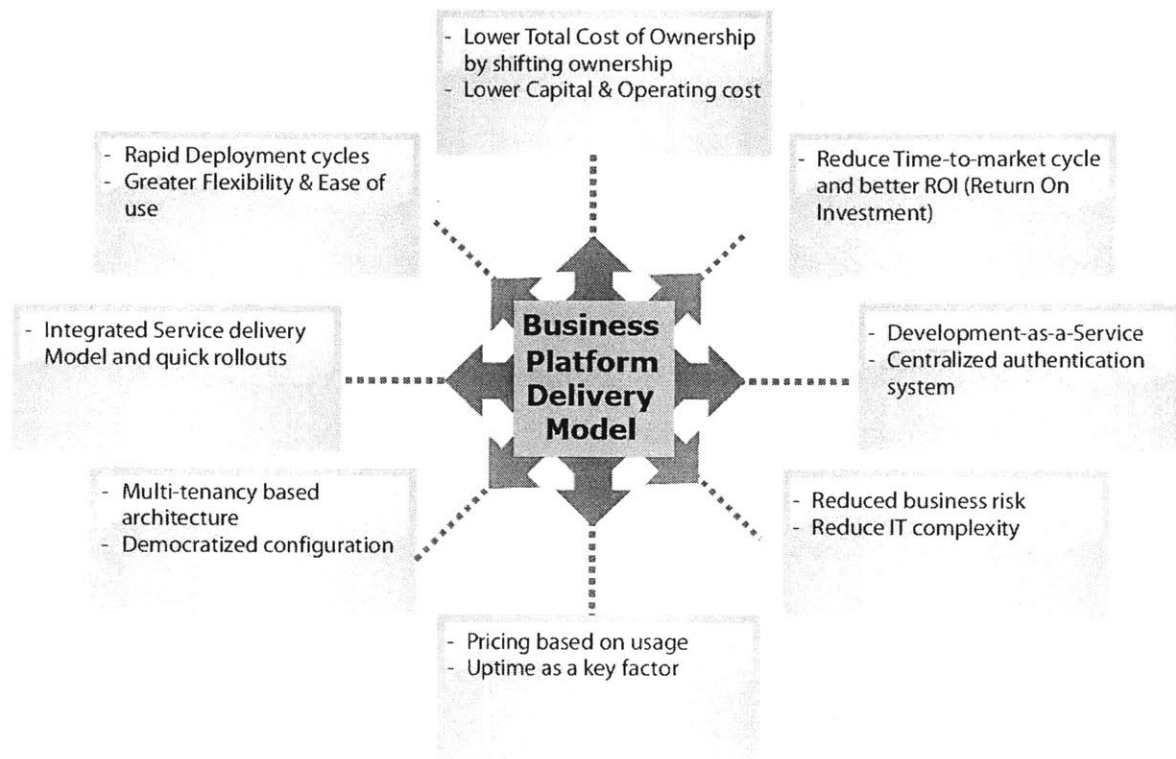 - Lower Total Cost of Ownership
by shifting ownership
- Lower Capital & Operating cost
- Rapid Deployment cycles
- Greater Flexibility & Ease of
use
- Reduce Time-to-market cycle
and better ROI (Return On
Investment)
- Integrated Service delivery
Model and quick rollouts
Business
Platform
Delivery
Model
- Development-as-a-Service
- Centralized authentication
system
- Multi-tenancy based
architecture
- Democratized configuration
- Reduced business risk
- Reduce IT complexity
- Pricing based on usage
- Uptime as a key factor